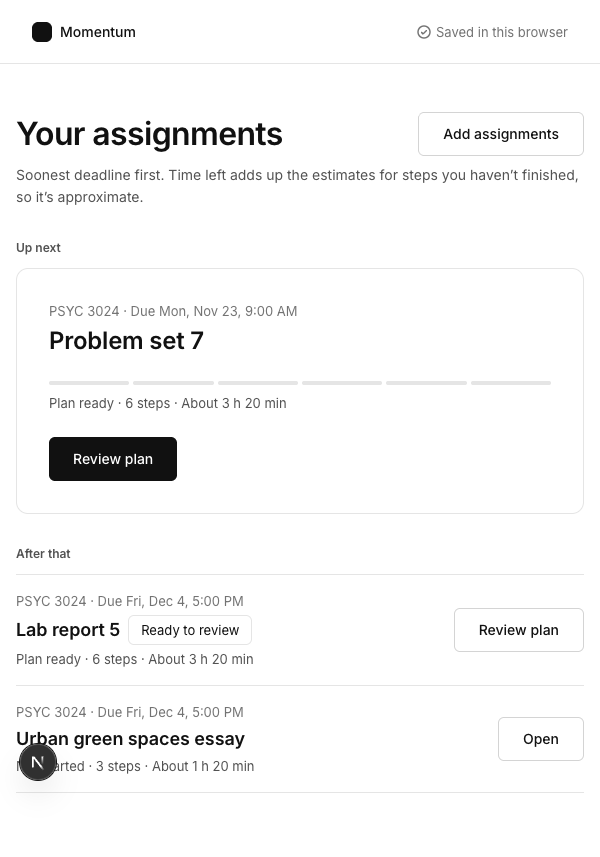 Momentum
Saved in this browser
Your assignments
Add assignments
Soonest deadline first. Time left adds up the estimates for steps you haven’t finished,
so it’s approximate.
Up next
PSYC 3024 · Due Mon, Nov 23, 9:00 AM
Problem set 7
Plan ready · 6 steps · About 3 h 20 min
Review plan
After that
PSYC 3024 · Due Fri, Dec 4, 5:00 PM
Lab report 5
Ready to review
Plan ready · 6 steps · About 3 h 20 min
Review plan
PSYC 3024 · Due Fri, Dec 4, 5:00 PM
Urban green spaces essay
Open
· 3 steps · About 1 h 20 min
N